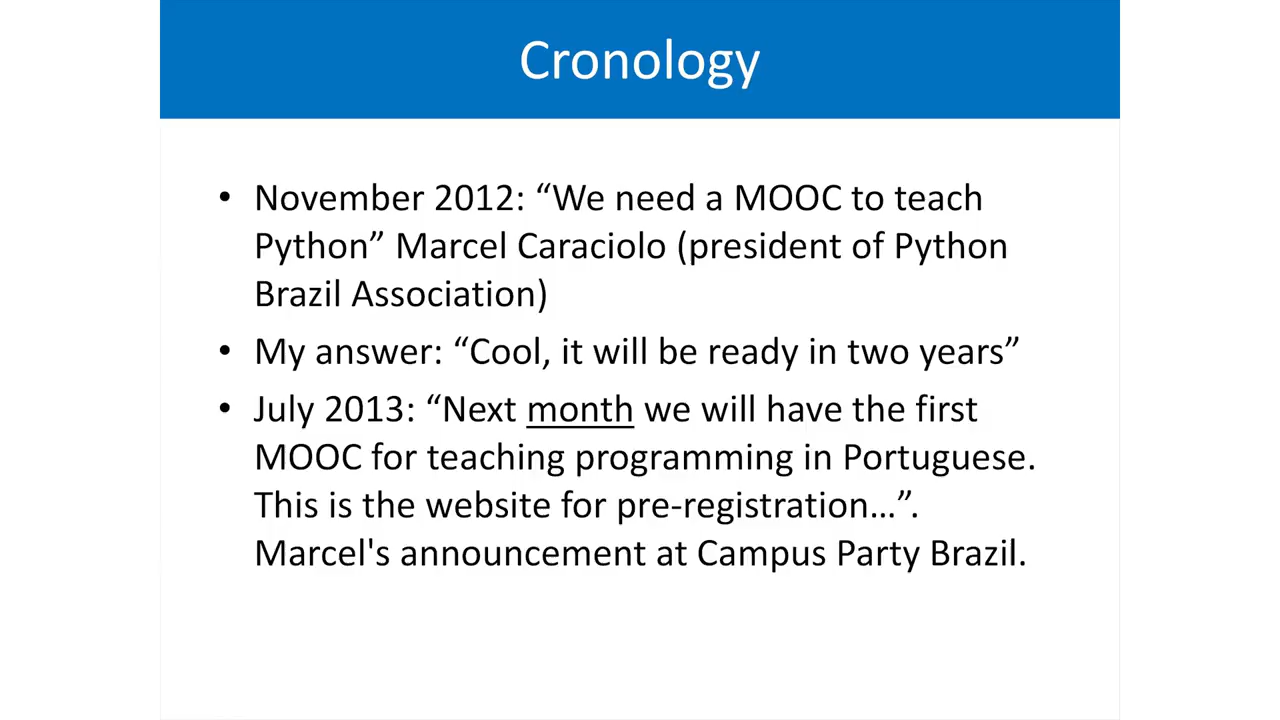 Cronology
• November 2012: “We need a MOOC to teach
Python” Marcel Caraciolo (president of Python
Brazil Association)
• My answer: “Cool, it will be ready in two years”
• July 2013: “Next month we will have the first
MOOC for teaching programming in Portuguese.
This is the website for pre-registration…”.
Marcel's announcement at Campus Party Brazil.